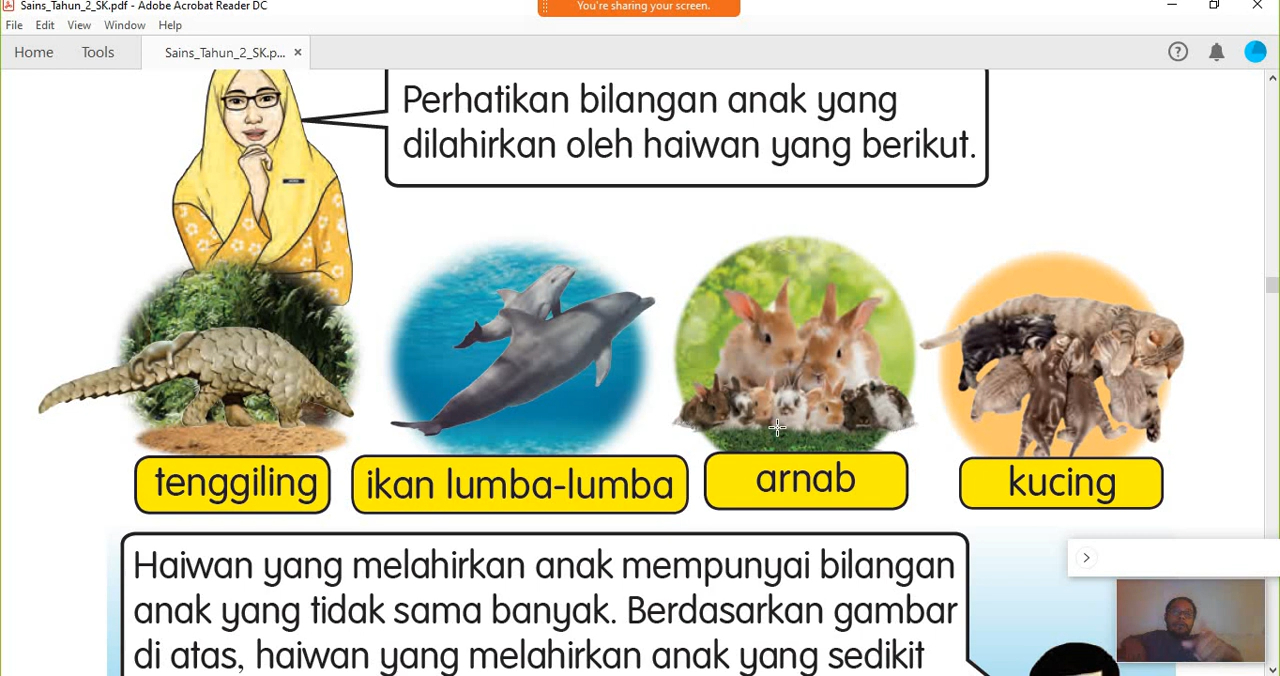 Sains_Tahun_2_SK.pdf - Adobe Acrobat Reader DC
You're sharing your screen.
File Edit View Window Help
Home Tools Sains_Tahun_2_SK.p... ×
Perhatikan bilangan anak yang
dilahirkan oleh haiwan yang berikut.
tenggiling ikan lumba-lumba arnab kucing
Haiwan yang melahirkan anak mempunyai bilangan
anak yang tidak sama banyak. Berdasarkan gambar
di atas, haiwan yang melahirkan anak yang sedikit